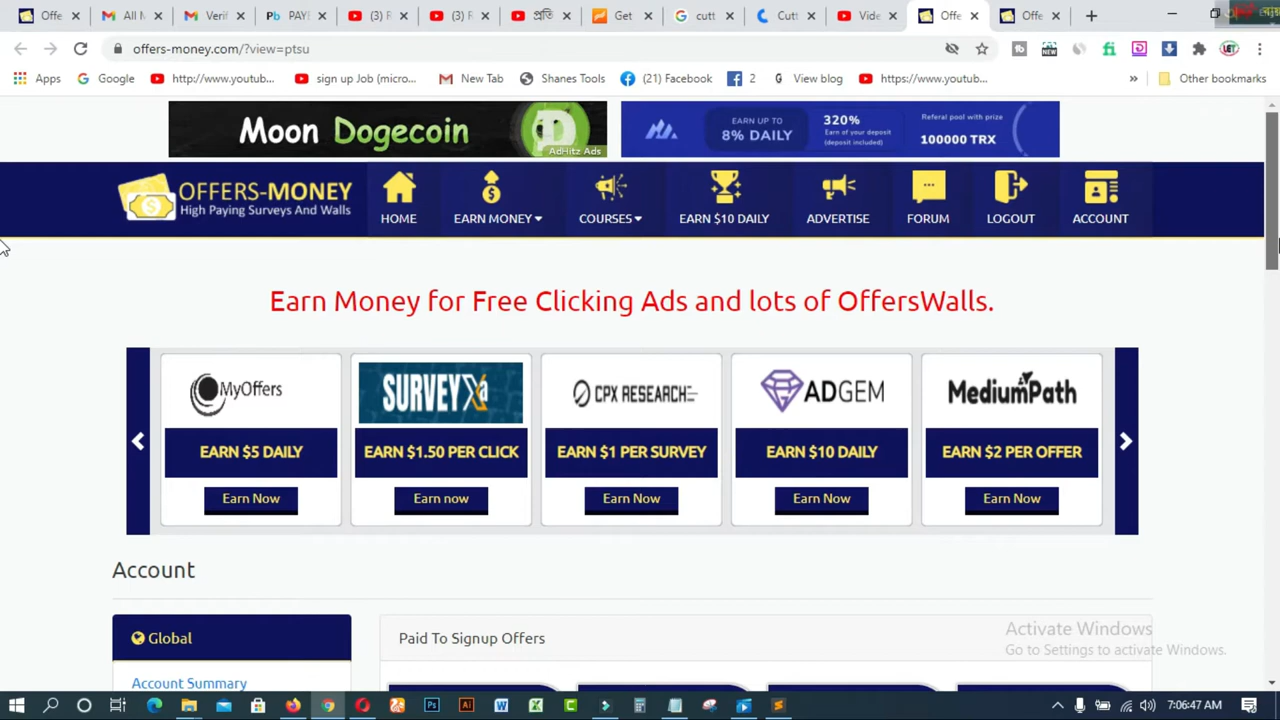 Offe
All I
Verif
Pb PAYE
(3) R
(3) R
Get
G cutt
Cutt
Vide
Offe
Offe
offers-money.com/?view=ptsu
Apps
Google
http://www.youtub...
sign up Job (micro...
New Tab
Shanes Tools
(21) Facebook
2
View blog
https://www.youtub...
»
Other bookmarks
Moon Dogecoin
AdHitz Ads
EARN UP TO
8% DAILY
320%
Earn of your deposit
(deposit included)
Referal pool with prize
100000 TRX
OFFERS-MONEY
High Paying Surveys And Walls
HOME
EARN MONEY
COURSES
EARN $10 DAILY
ADVERTISE
FORUM
LOGOUT
ACCOUNT
Earn Money for Free Clicking Ads and lots of OffersWalls.
MyOffers
SURVEYXd
CPX RESEARCH
ADGEM
MediumPath
EARN $5 DAILY
EARN $1.50 PER CLICK
EARN $1 PER SURVEY
EARN $10 DAILY
EARN $2 PER OFFER
Earn Now
Earn now
Earn Now
Earn Now
Earn Now
Account
Global
Paid To Signup Offers
Account Summary
Activate Windows
Go to Settings to activate Windows.
7:06:47 AM